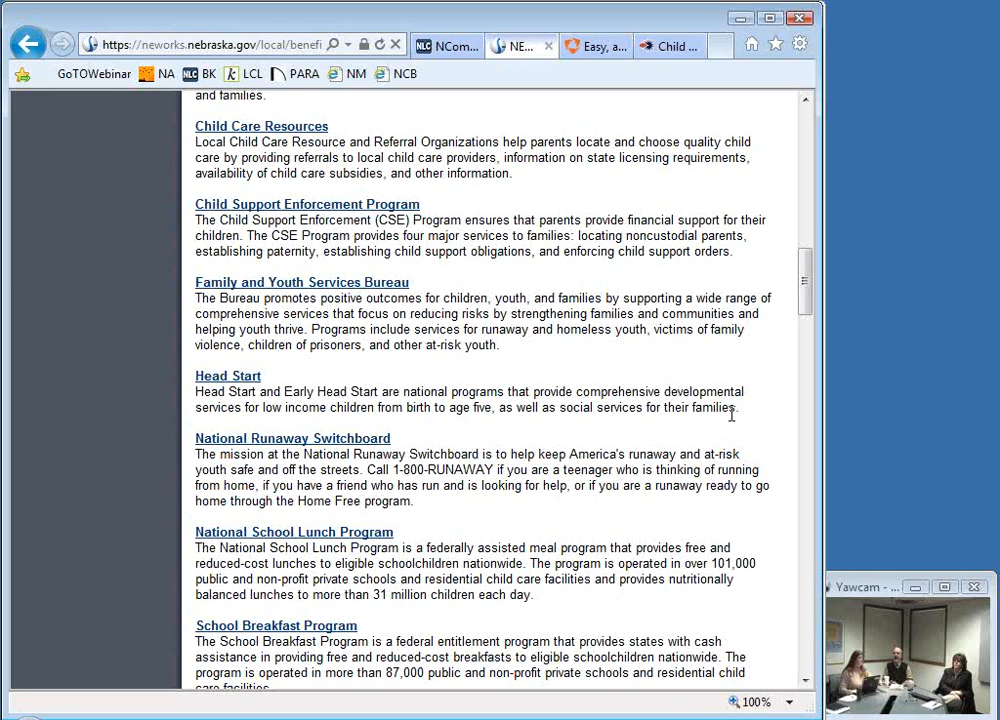 https://neworks.nebraska.gov/local/benefi
NCom...
NE...
Easy, a...
Child ...
GoTOWebinar
NA
NLC BK
k LCL
PARA
NM
NCB
and families.
Child Care Resources
Local Child Care Resource and Referral Organizations help parents locate and choose quality child
care by providing referrals to local child care providers, information on state licensing requirements,
availability of child care subsidies, and other information.
Child Support Enforcement Program
The Child Support Enforcement (CSE) Program ensures that parents provide financial support for their
children. The CSE Program provides four major services to families: locating noncustodial parents,
establishing paternity, establishing child support obligations, and enforcing child support orders.
Family and Youth Services Bureau
The Bureau promotes positive outcomes for children, youth, and families by supporting a wide range of
comprehensive services that focus on reducing risks by strengthening families and communities and
helping youth thrive. Programs include services for runaway and homeless youth, victims of family
violence, children of prisoners, and other at-risk youth.
Head Start
Head Start and Early Head Start are national programs that provide comprehensive developmental
services for low income children from birth to age five, as well as social services for their families.
National Runaway Switchboard
The mission at the National Runaway Switchboard is to help keep America's runaway and at-risk
youth safe and off the streets. Call 1-800-RUNAWAY if you are a teenager who is thinking of running
from home, if you have a friend who has run and is looking for help, or if you are a runaway ready to go
home through the Home Free program.
National School Lunch Program
The National School Lunch Program is a federally assisted meal program that provides free and
reduced-cost lunches to eligible schoolchildren nationwide. The program is operated in over 101,000
public and non-profit private schools and residential child care facilities and provides nutritionally
balanced lunches to more than 31 million children each day.
School Breakfast Program
The School Breakfast Program is a federal entitlement program that provides states with cash
assistance in providing free and reduced-cost breakfasts to eligible schoolchildren nationwide. The
program is operated in more than 87,000 public and non-profit private schools and residential child
care facilities.
Yawcam - ...
100%